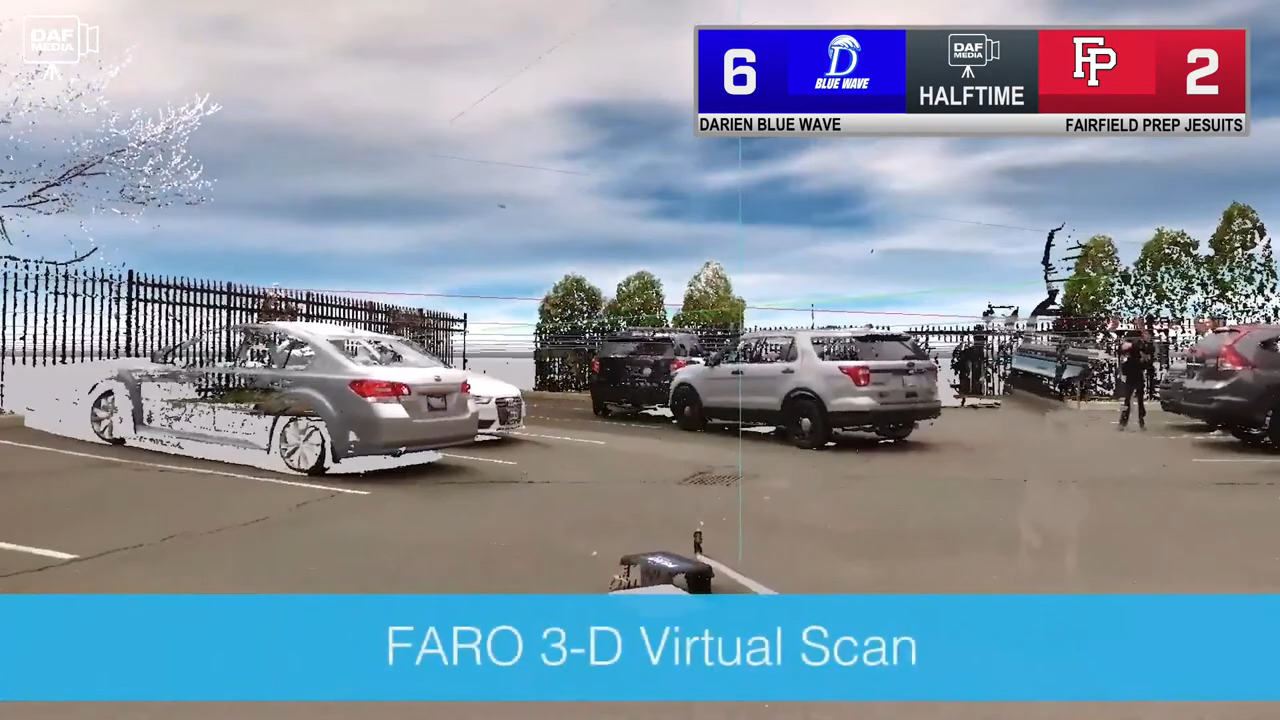 DAF
MEDIA
6
D
BLUE WAVE
DAF
MEDIA
HALFTIME
FP
2
DARIEN BLUE WAVE
FAIRFIELD PREP JESUITS
FARO 3-D Virtual Scan